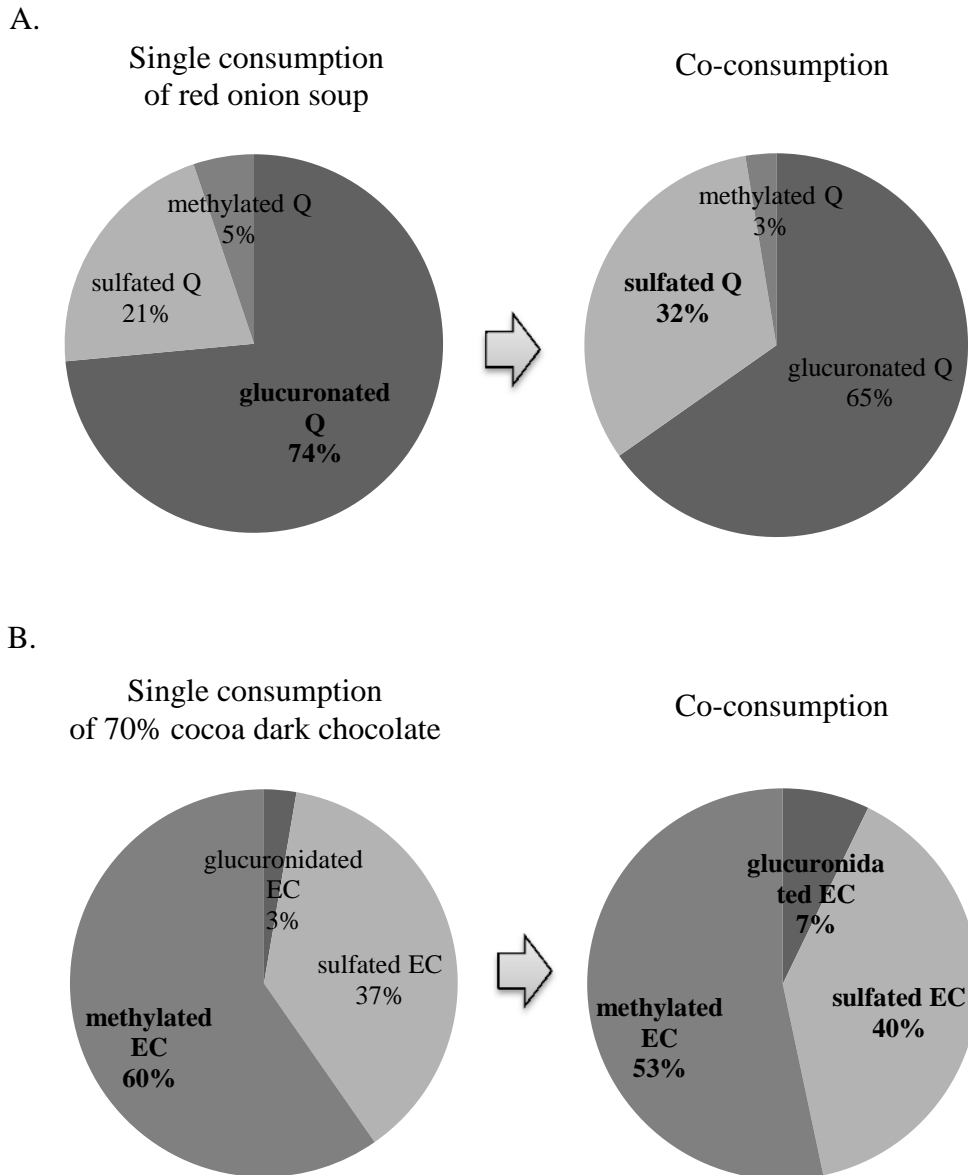 A.
Single consumption
of red onion soup
Co-consumption
methylated Q
5%
sulfated Q
21%
glucuronated
Q
74%
methylated Q
3%
sulfated Q
32%
glucuronated Q
65%
B.
Single consumption
of 70% cocoa dark chocolate
Co-consumption
glucuronidated
EC
3%
sulfated EC
37%
methylated
EC
60%
glucuronida
ted EC
7%
sulfated EC
40%
methylated
EC
53%